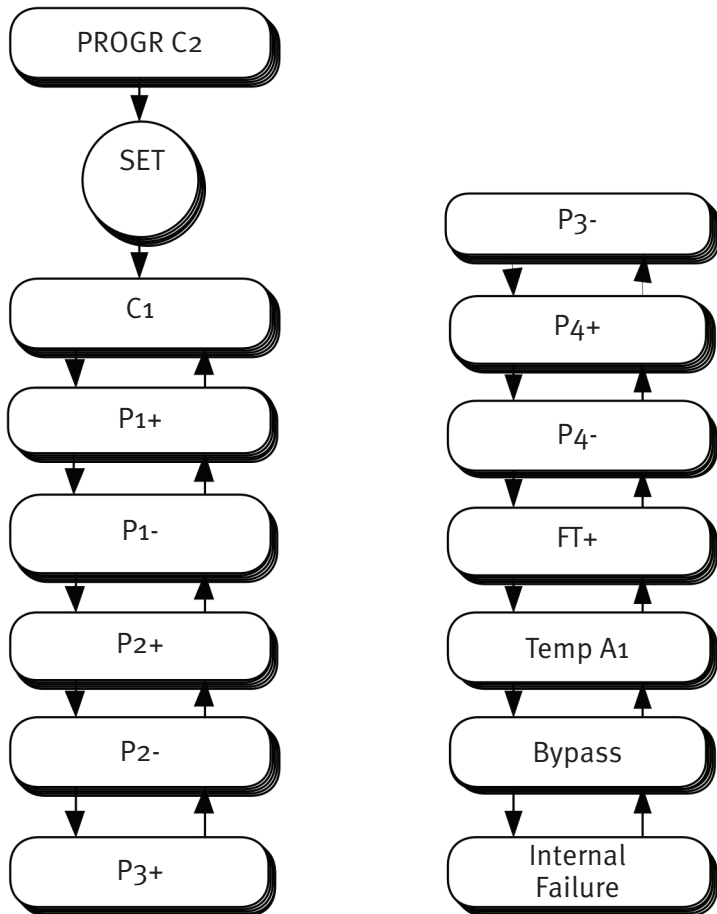 PROGR C2
SET
C1
P1+
P1-
P2+
P2-
P3+
P3-
P4+
P4-
FT+
Temp A1
Bypass
Internal
Failure